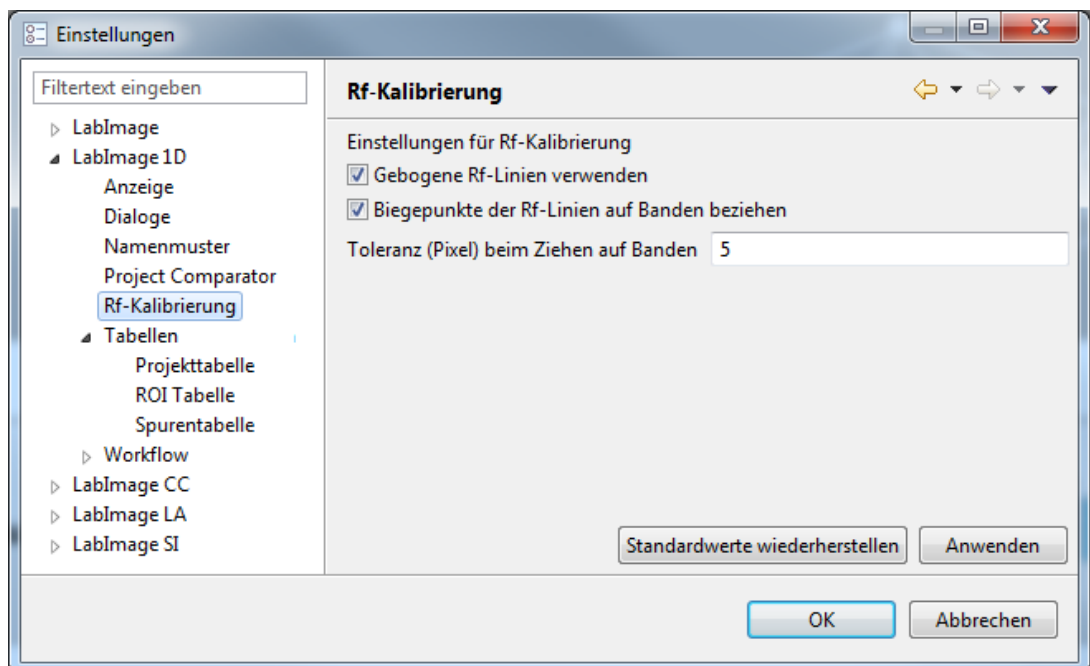 Einstellungen
Filtertext eingeben
LabImage
LabImage 1D
Anzeige
Dialoge
Namenmuster
Project Comparator
Rf-Kalibrierung
Tabellen
Projekttabelle
ROI Tabelle
Spurentabelle
Workflow
LabImage CC
LabImage LA
LabImage SI
Rf-Kalibrierung
Einstellungen für Rf-Kalibrierung
Gebogene Rf-Linien verwenden
Biegepunkte der Rf-Linien auf Banden beziehen
Toleranz (Pixel) beim Ziehen auf Banden 5
Standardwerte wiederherstellen Anwenden
OK Abbrechen